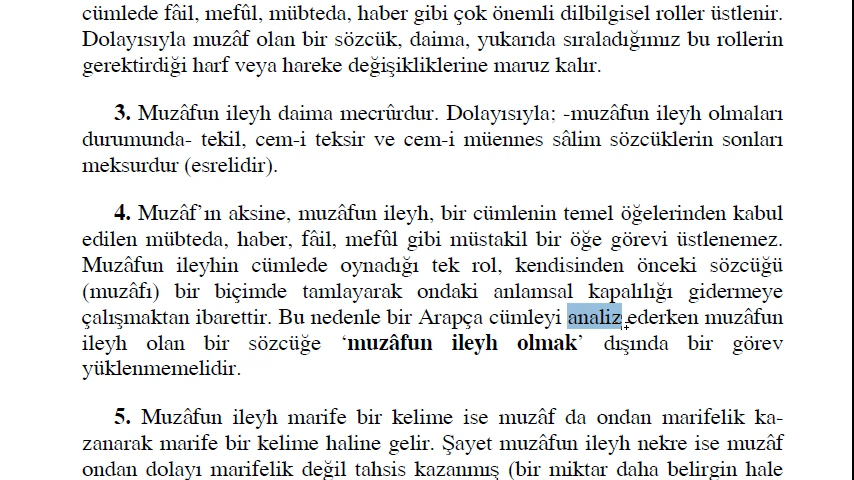 cümlede fâil, mefûl, mübteda, haber gibi çok önemli dilbilgisel roller üstlenir.
Dolayısıyla muzâf olan bir sözcük, daima, yukarıda sıraladığımız bu rollerin
gerektirdiği harf veya hareke değişikliklerine maruz kalır.
3. Muzâfun ileyh daima mecrûrdur. Dolayısıyla; -muzâfun ileyh olmaları
durumunda- tekil, cem-i teksir ve cem-i müennes sâlim sözcüklerin sonları
meksurdur (esrelidir).
4. Muzâf’ın aksine, muzâfun ileyh, bir cümlenin temel öğelerinden kabul
edilen mübteda, haber, fâil, mefûl gibi müstakil bir öğe görevi üstlenemez.
Muzâfun ileyhin cümlede oynadığı tek rol, kendisinden önceki sözcüğü
(muzâfı) bir biçimde tamlayarak ondaki anlamsal kapalılığı gidermeye
çalışmaktan ibarettir. Bu nedenle bir Arapça cümleyi analiz ederken muzâfun
ileyh olan bir sözcüğe ‘muzâfun ileyh olmak’ dışında bir görev
yüklenmemelidir.
5. Muzâfun ileyh marife bir kelime ise muzâf da ondan marifelik ka-
zanarak marife bir kelime haline gelir. Şayet muzâfun ileyh nekre ise muzâf
ondan dolayı marifelik değil tahsis kazanmış (bir miktar daha belirgin hale